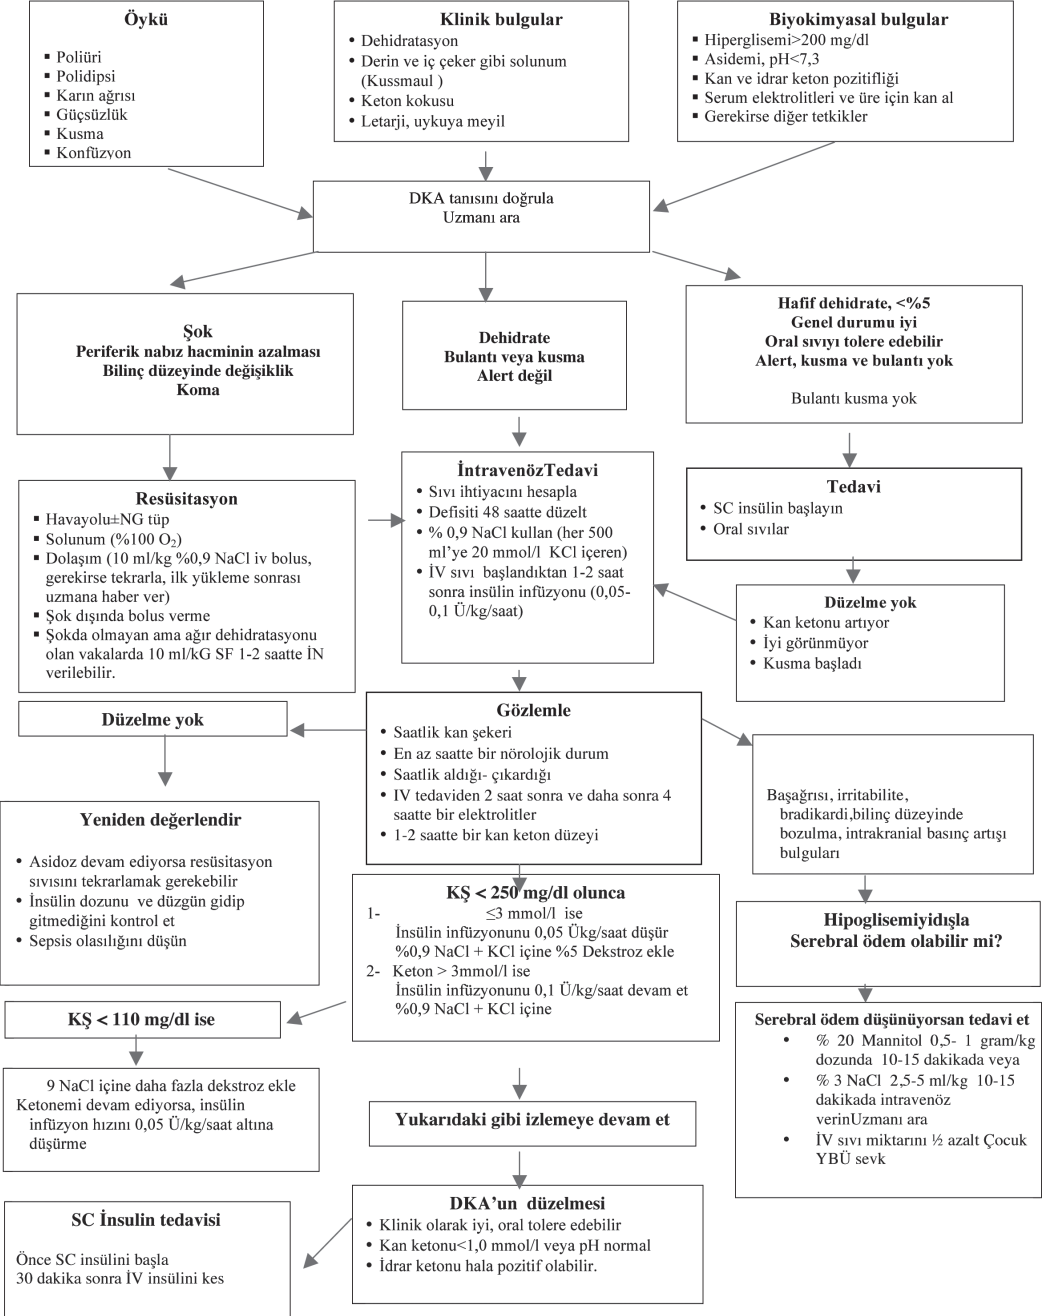 Öykü
▪ Poliüri
▪ Polidipsi
▪ Karın ağrısı
▪ Güçsüzlük
▪ Kusma
▪ Konfüzyon
Klinik bulgular
• Dehidratasyon
• Derin ve iç çeker gibi solunum
(Kussmaul )
• Keton kokusu
• Letarji, uykuya meyil
Biyokimyasal bulgular
▪ Hiperglisemi>200 mg/dl
▪ Asidemi, pH<7,3
▪ Kan ve idrar keton pozitifliği
▪ Serum elektrolitleri ve üre için kan al
▪ Gerekirse diğer tetkikler
DKA tanısını doğrula
Uzmanı ara
Şok
Periferik nabız hacminin azalması
Bilinç düzeyinde değişiklik
Koma
Dehidrate
Bulantı veya kusma
Alert değil
Hafif dehidrate, <%5
Genel durumu iyi
Oral sıvıyı tolere edebilir
Alert, kusma ve bulantı yok
Bulantı kusma yok
Resüsitasyon
▪ Havayolu±NG tüp
▪ Solunum (%100 O₂)
▪ Dolaşım (10 ml/kg %0,9 NaCl iv bolus,
gerekirse tekrarla, ilk yükleme sonrası
uzmana haber ver)
▪ Şok dışında bolus verme
▪ Şokda olmayan ama ağır dehidratasyonu
olan vakalarda 10 ml/kG SF 1-2 saatte İN
verilebilir.
İntravenözTedavi
• Sıvı ihtiyacını hesapla
• Defisiti 48 saatte düzelt
• % 0,9 NaCl kullan (her 500
ml’ye 20 mmol/l KCl içeren)
• İV sıvı başlandıktan 1-2 saat
sonra insülin infüzyonu (0,05-
0,1 Ü/kg/saat)
Tedavi
• SC insülin başlayın
• Oral sıvılar
Düzelme yok
• Kan ketonu artıyor
• İyi görünmüyor
• Kusma başladı
Düzelme yok
Gözlemle
• Saatlik kan şekeri
• En az saatte bir nörolojik durum
• Saatlik aldığı- çıkardığı
• IV tedaviden 2 saat sonra ve daha sonra 4
saatte bir elektrolitler
• 1-2 saatte bir kan keton düzeyi
Başağrısı, irritabilite,
bradikardi,bilinç düzeyinde
bozulma, intrakranial basınç artışı
bulguları
Yeniden değerlendir
• Asidoz devam ediyorsa resüsitasyon
sıvısını tekrarlamak gerekebilir
• İnsülin dozunu ve düzgün gidip
gitmediğini kontrol et
• Sepsis olasılığını düşün
KŞ < 250 mg/dl olunca
1- ≤3 mmol/l ise
İnsülin infüzyonunu 0,05 Ükg/saat düşür
%0,9 NaCl + KCl içine %5 Dekstroz ekle
2- Keton > 3mmol/l ise
İnsülin infüzyonunu 0,1 Ü/kg/saat devam et
%0,9 NaCl + KCl içine
Hipoglisemiyidışla
Serebral ödem olabilir mi?
KŞ < 110 mg/dl ise
9 NaCl içine daha fazla dekstroz ekle
Ketonemi devam ediyorsa, insülin
infüzyon hızını 0,05 Ü/kg/saat altına
düşürme
Yukarıdaki gibi izlemeye devam et
Serebral ödem düşünüyorsan tedavi et
• % 20 Mannitol 0,5- 1 gram/kg
dozunda 10-15 dakikada veya
• % 3 NaCl 2,5-5 ml/kg 10-15
dakikada intravenöz
verinUzmanı ara
• İV sıvı miktarını ½ azalt Çocuk
YBÜ sevk
SC İnsulin tedavisi
Önce SC insülini başla
30 dakika sonra İV insülini kes
DKA’un düzelmesi
• Klinik olarak iyi, oral tolere edebilir
• Kan ketonu<1,0 mmol/l veya pH normal
• İdrar ketonu hala pozitif olabilir.